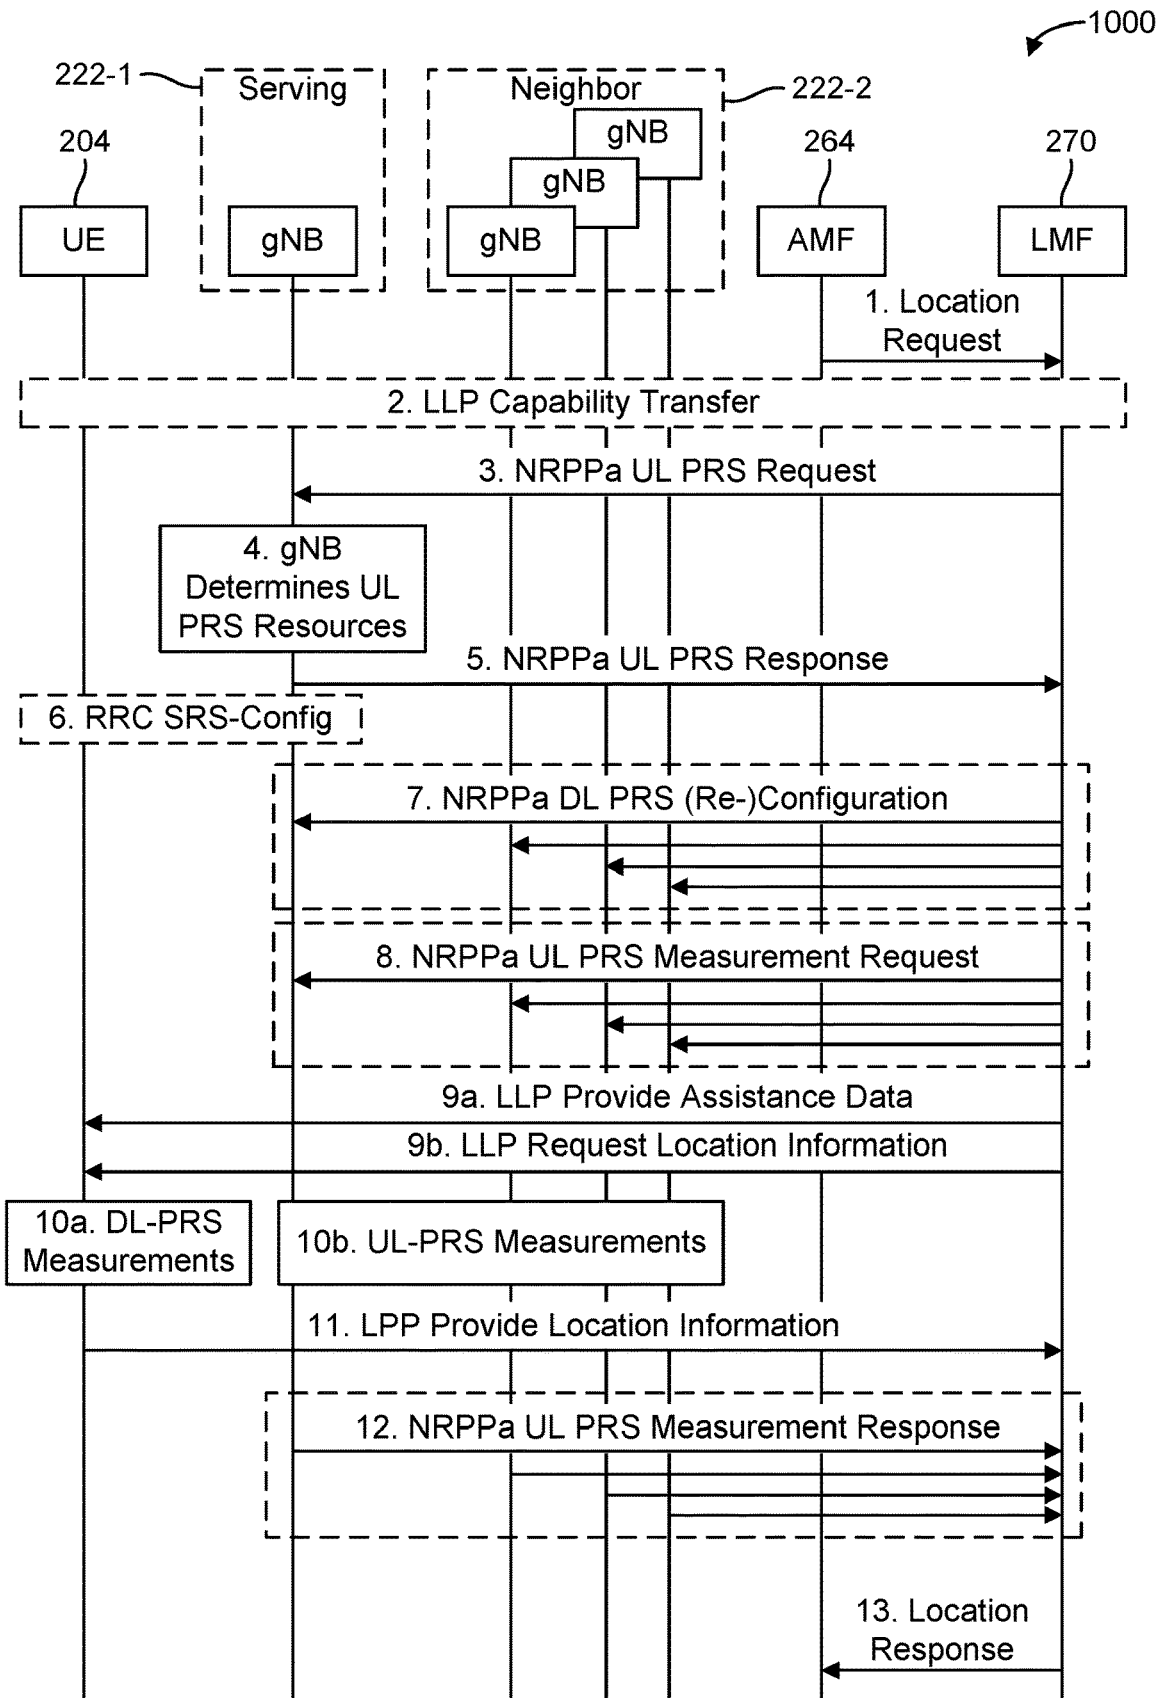 1000
222-1
Serving
Neighbor
222-2
gNB
204
264
270
gNB
UE
gNB
gNB
AMF
LMF
1. Location
Request
2. LLP Capability Transfer
3. NRPPa UL PRS Request
4. gNB
Determines UL
PRS Resources
5. NRPPa UL PRS Response
6. RRC SRS-Config
7. NRPPa DL PRS (Re-)Configuration
8. NRPPa UL PRS Measurement Request
9a. LLP Provide Assistance Data
9b. LLP Request Location Information
10a. DL-PRS
Measurements
10b. UL-PRS Measurements
11. LPP Provide Location Information
12. NRPPa UL PRS Measurement Response
13. Location
Response